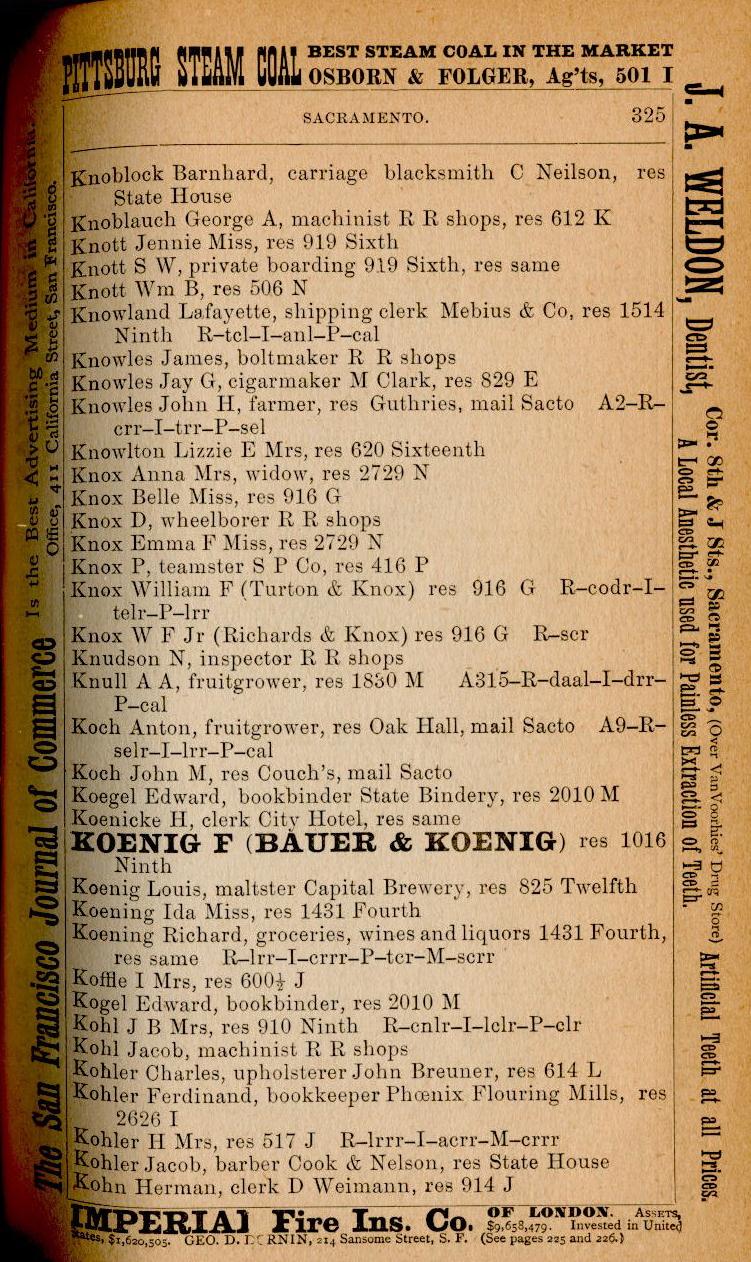 PITTSBURG STEAM COAL BEST STEAM COAL IN THE MARKET
OSBORN & FOLGER, Ag'ts, 501 I
SACRAMENTO. 325
Knoblock Barnhard, carriage blacksmith C Neilson, res
State House
Knoblauch George A, machinist R R shops, res 612 K
Knott Jennie Miss, res 919 Sixth
Knott S W, private boarding 919 Sixth, res same
Knott Wm B, res 506 N
Knowland Lafayette, shipping clerk Mebius & Co, res 1514
Ninth R–tcl–I–anl–P–cal
Knowles James, boltmaker R R shops
Knowles Jay G, cigarmaker M Clark, res 829 E
Knowles John H, farmer, res Guthries, mail Sacto A2–R–
crr–I–trr–P–sel
Knowlton Lizzie E Mrs, res 620 Sixteenth
Knox Anna Mrs, widow, res 2729 N
Knox Belle Miss, res 916 G
Knox D, wheelborer R R shops
Knox Emma F Miss, res 2729 N
Knox P, teamster S P Co, res 416 P
Knox William F (Turton & Knox) res 916 G R–codr–I–
telr–P–lrr
Knox W F Jr (Richards & Knox) res 916 G R–scr
Knudson N, inspector R R shops
Knull A A, fruitgrower, res 1830 M A315–R–daal–I–drr–
P–cal
Koch Anton, fruitgrower, res Oak Hall, mail Sacto A9–R–
selr–I–lrr–P–cal
Koch John M, res Couch's, mail Sacto
Koegel Edward, bookbinder State Bindery, res 2010 M
Koenicke H, clerk City Hotel, res same
KOENIG F (BAUER & KOENIG) res 1016
Ninth
Koenig Louis, maltster Capital Brewery, res 825 Twelfth
Koening Ida Miss, res 1431 Fourth
Koening Richard, groceries, wines and liquors 1431 Fourth,
res same R–lrr–I–crrr–P–tcr–M–scrr
Koffle I Mrs, res 600½ J
Kogel Edward, bookbinder, res 2010 M
Kohl J B Mrs, res 910 Ninth R–cnlr–I–lclr–P–clr
Kohl Jacob, machinist R R shops
Kohler Charles, upholsterer John Breuner, res 614 L
Kohler Ferdinand, bookkeeper Phœnix Flouring Mills, res
2626 I
Kohler H Mrs, res 517 J R–lrrr–I–acrr–M–crrr
Kohler Jacob, barber Cook & Nelson, res State House
Kohn Herman, clerk D Weimann, res 914 J
IMPERIAL Fire Ins. Co. OF LONDON. ASSETS,
$9,658,479. Invested in United
States, $1,620,505. GEO. D. DORNIN, 214 Sansome Street, S. F. (See pages 225 and 226.)
The San Francisco Journal of Commerce Is the Best Advertising Medium in California.
Office, 411 California Street, San Francisco.
J. A. WELDON, Dentist, Cor. 8th & J Sts., Sacramento, (Over VanVoorhies' Drug Store) Artificial Teeth at all Prices.
A Local Anesthetic used for Painless Extraction of Teeth.